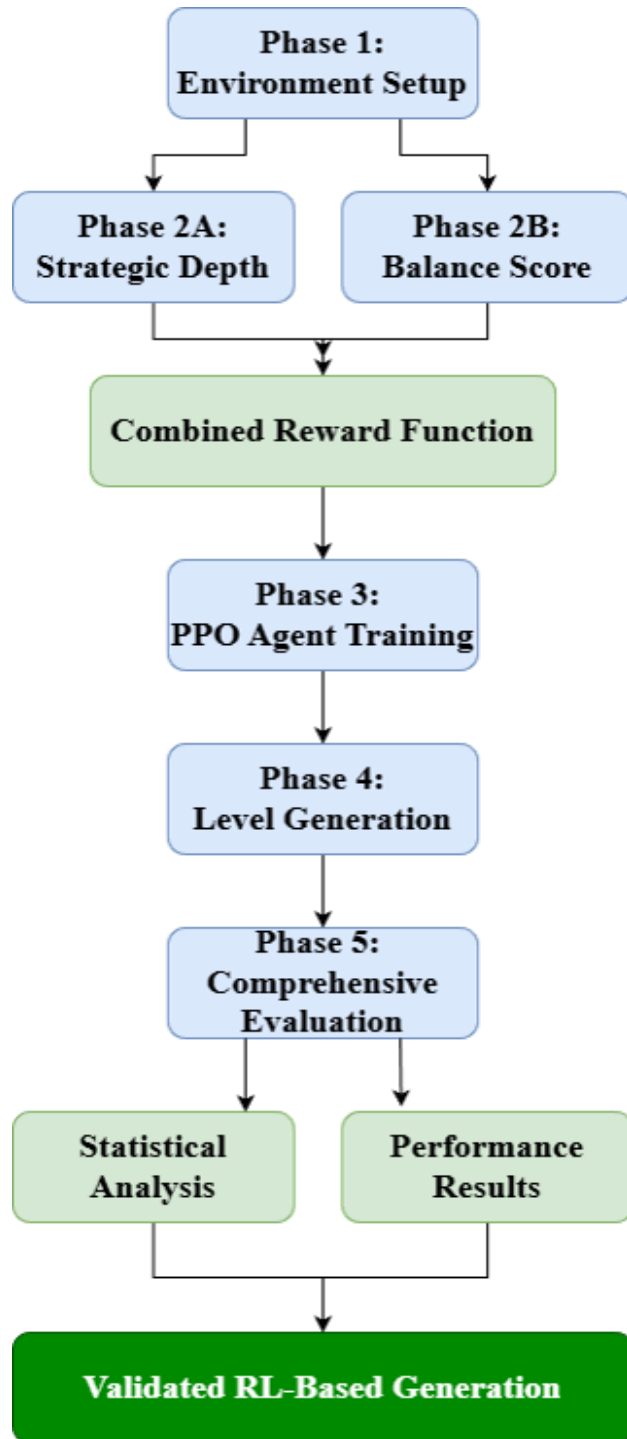 Phase 1:
Environment Setup
Phase 2A:
Strategic Depth
Phase 2B:
Balance Score
Combined Reward Function
Phase 3:
PPO Agent Training
Phase 4:
Level Generation
Phase 5:
Comprehensive
Evaluation
Statistical
Analysis
Performance
Results
Validated RL-Based Generation